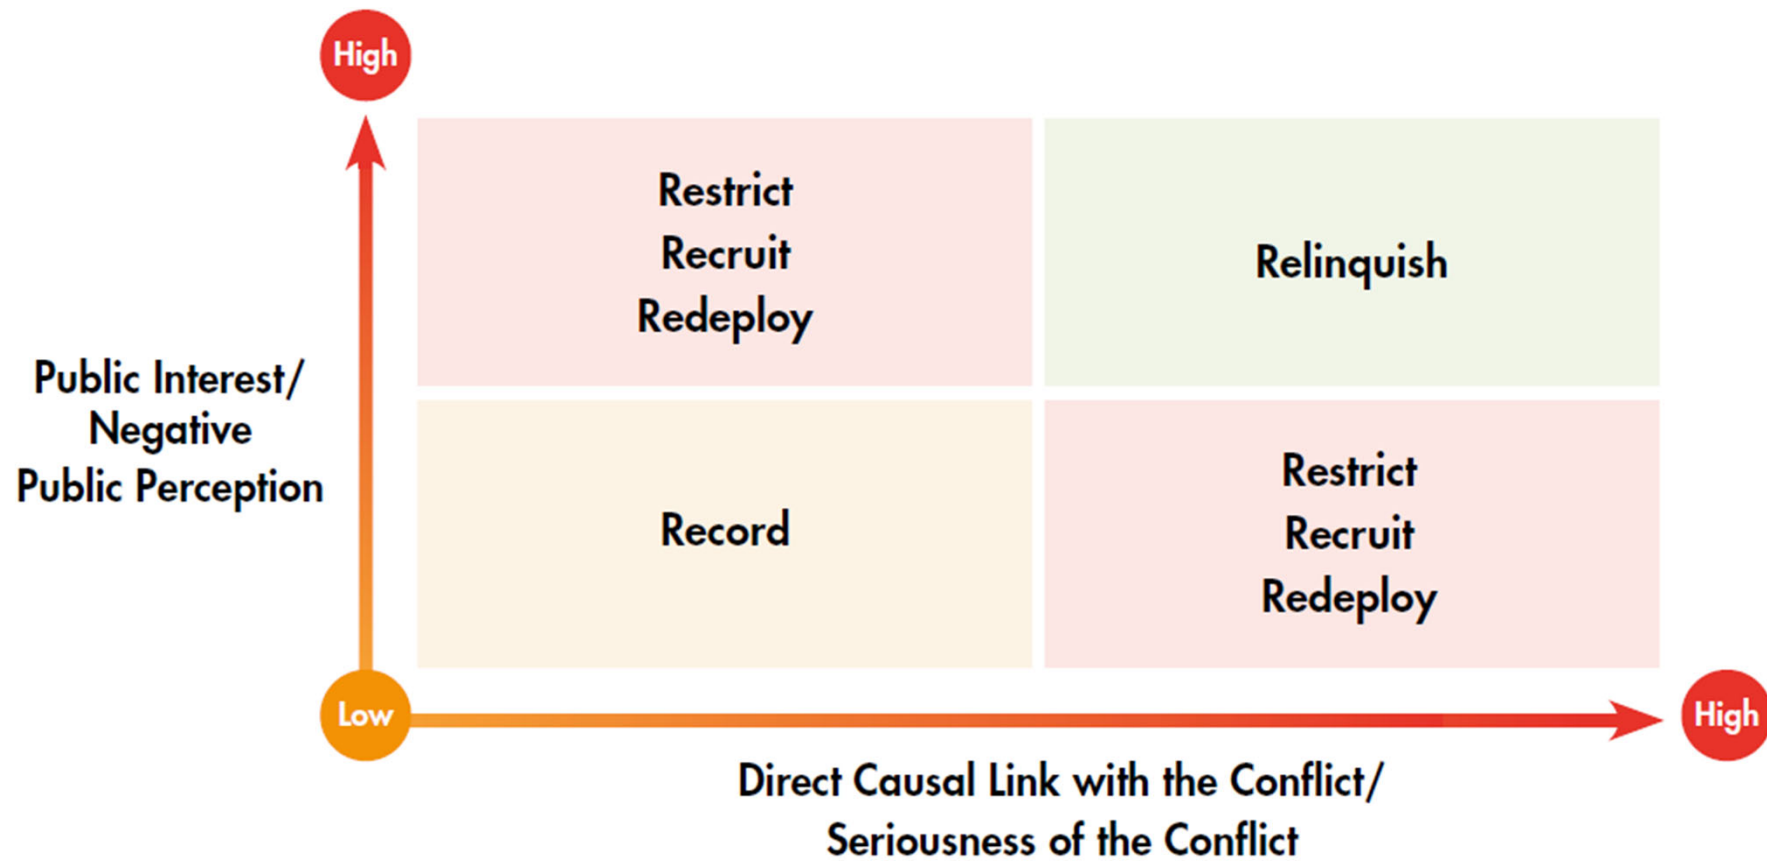 High
Restrict
Recruit
Redeploy
Relinquish
Public Interest/
Negative
Public Perception
Record
Restrict
Recruit
Redeploy
Low
High
Direct Causal Link with the Conflict/
Seriousness of the Conflict